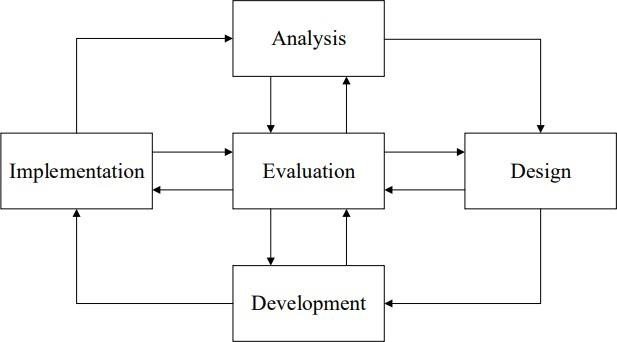 Analysis
Implementation
Evaluation
Design
Development